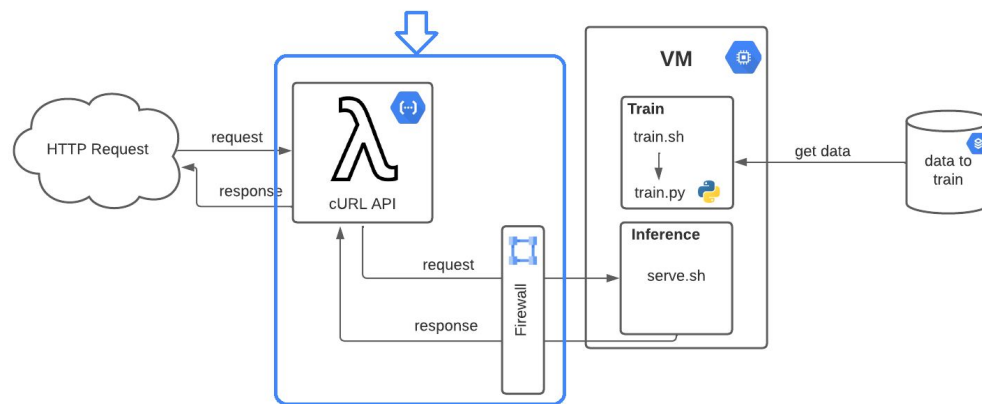 HTTP Request
request
response
λ
{···}
cURL API
request
response
Firewall
VM
Train
train.sh
train.py
Inference
serve.sh
get data
data to
train